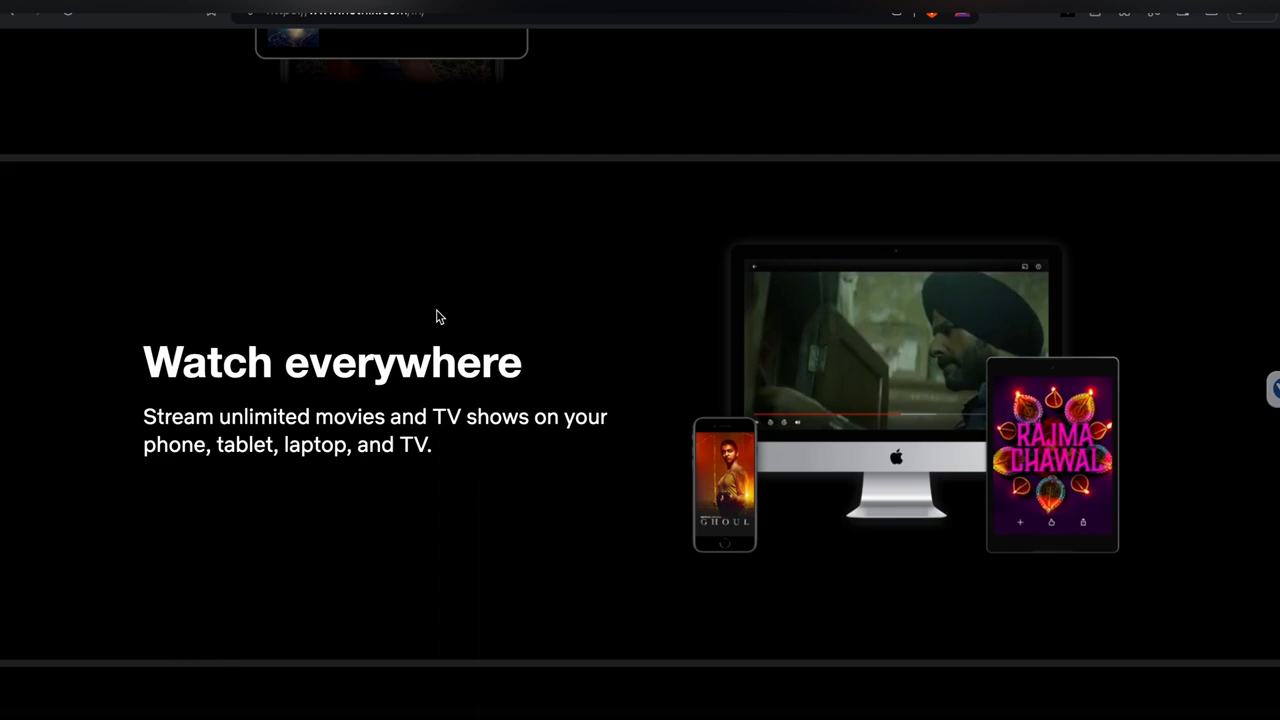 Watch everywhere
Stream unlimited movies and TV shows on your
phone, tablet, laptop, and TV.
RAJMA
CHAWAL
GHOUL